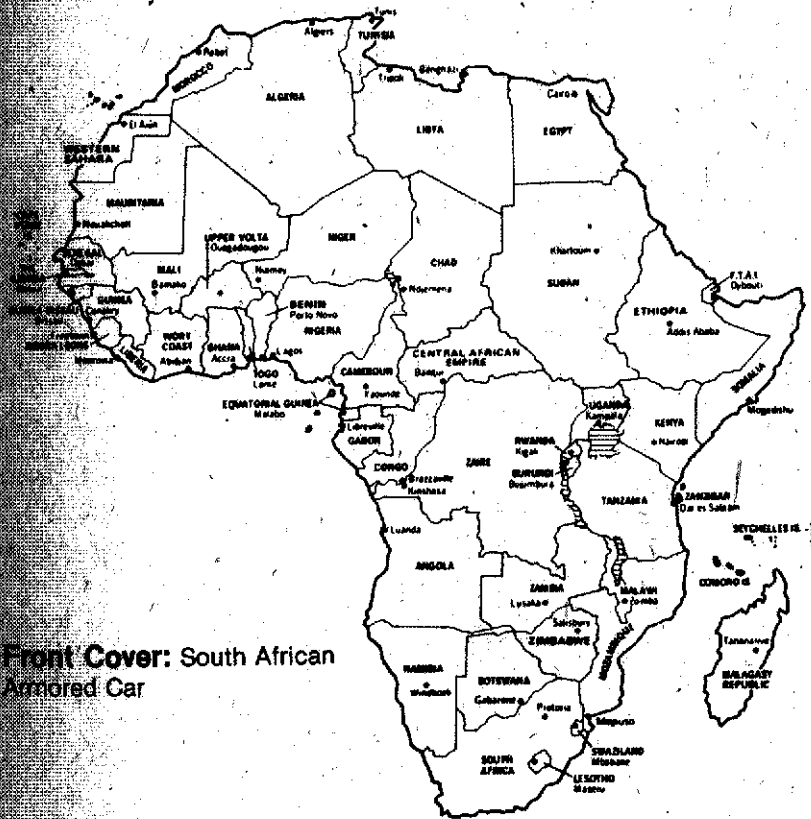 Tunis
Algiers
TUNISIA
Rabat
MOROCCO
Tripoli
Benghazi
Cairo
ALGERIA
LIBYA
EGYPT
El Aaiun
WESTERN
SAHARA
MAURITANIA
Nouakchott
UPPER VOLTA
Ouagadougou
NIGER
CHAD
Khartoum
SUDAN
MALI
Bamako
Niamey
Ndjamena
F.T.A.I.
Djbouti
ETHIOPIA
Addis Ababa
GUINEA
Conakry
BENIN
Porto Novo
NIGERIA
IVORY
COAST
Abidjan
GHANA
Accra
LIBERIA
Lagos
TOGO
Lome
CAMEROUN
Yaounde
CENTRAL AFRICAN
EMPIRE
Bangui
SOMALIA
Mogadishu
EQUATORIAL GUINEA
Malabo
Libreville
GABON
UGANDA
Kampala
KENYA
Nairobi
CONGO
Brazzaville
Kinshasa
ZAIRE
RWANDA
Kigali
BURUNDI
Bujumbura
TANZANIA
ZANZIBAR
Dar es Salaam
SEYCHELLES IS.
Luanda
ANGOLA
COMORO IS.
ZAMBIA
Lusaka
MALAWI
Zomba
Salisbury
ZIMBABWE
MOZAMBIQUE
Tananarive
MALAGASY
REPUBLIC
Front Cover: South African
Armored Car
NAMIBIA
Windhoek
BOTSWANA
Gaborone
Pretoria
Maputo
SWAZILAND
Mbabane
SOUTH
AFRICA
LESOTHO
Maseru